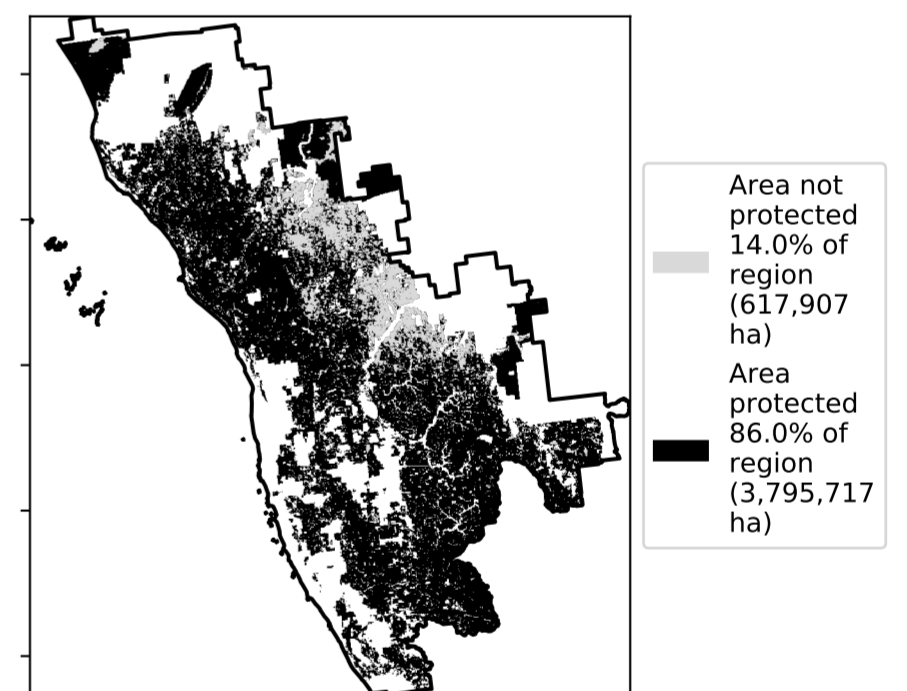 Area not
protected
14.0% of
region
(617,907
ha)
Area
protected
86.0% of
region
(3,795,717
ha)